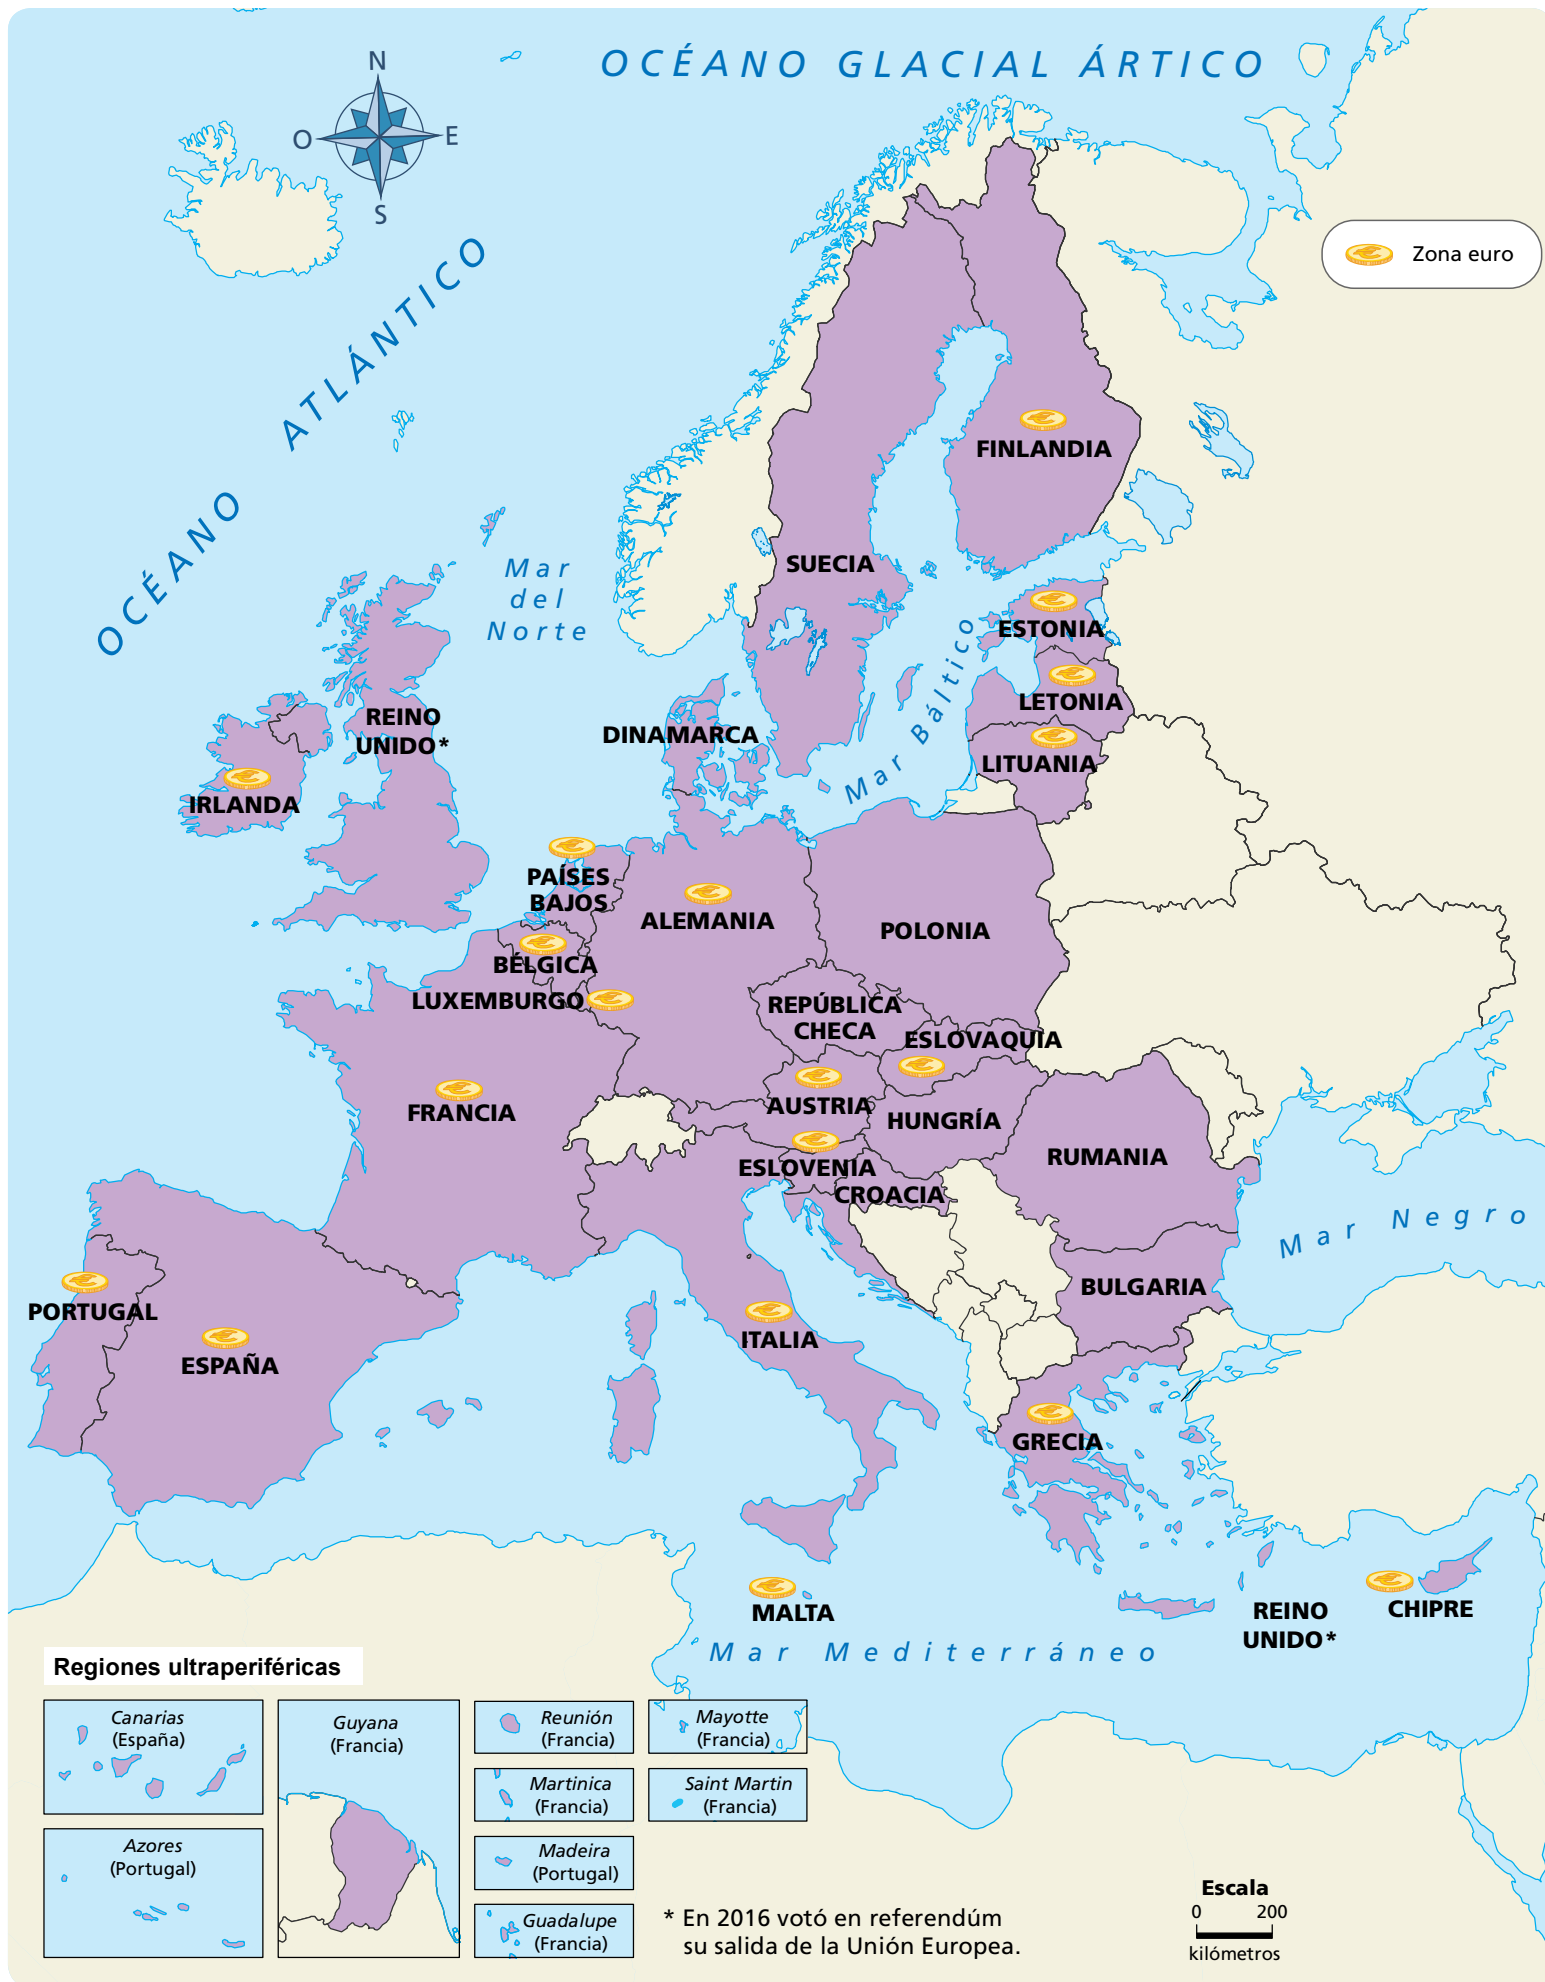 OCÉANO GLACIAL ÁRTICO
N
O
E
S
Zona euro
OCÉANO ATLÁNTICO
FINLANDIA
Mar
del
Norte
SUECIA
ESTONIA
Mar Báltico
LETONIA
REINO
UNIDO*
DINAMARCA
LITUANIA
IRLANDA
PAÍSES
BAJOS
ALEMANIA
POLONIA
BÉLGICA
LUXEMBURGO
REPÚBLICA
CHECA
ESLOVAQUIA
FRANCIA
AUSTRIA
HUNGRÍA
RUMANIA
ESLOVENIA
CROACIA
Mar Negro
BULGARIA
PORTUGAL
ITALIA
ESPAÑA
GRECIA
MALTA
REINO
UNIDO*
CHIPRE
Mar Mediterráneo
Regiones ultraperiféricas
Canarias
(España)
Guyana
(Francia)
Reunión
(Francia)
Mayotte
(Francia)
Martinica
(Francia)
Saint Martin
(Francia)
Azores
(Portugal)
Madeira
(Portugal)
Guadalupe
(Francia)
* En 2016 votó en referendúm
su salida de la Unión Europea.
Escala
0 200
kilómetros